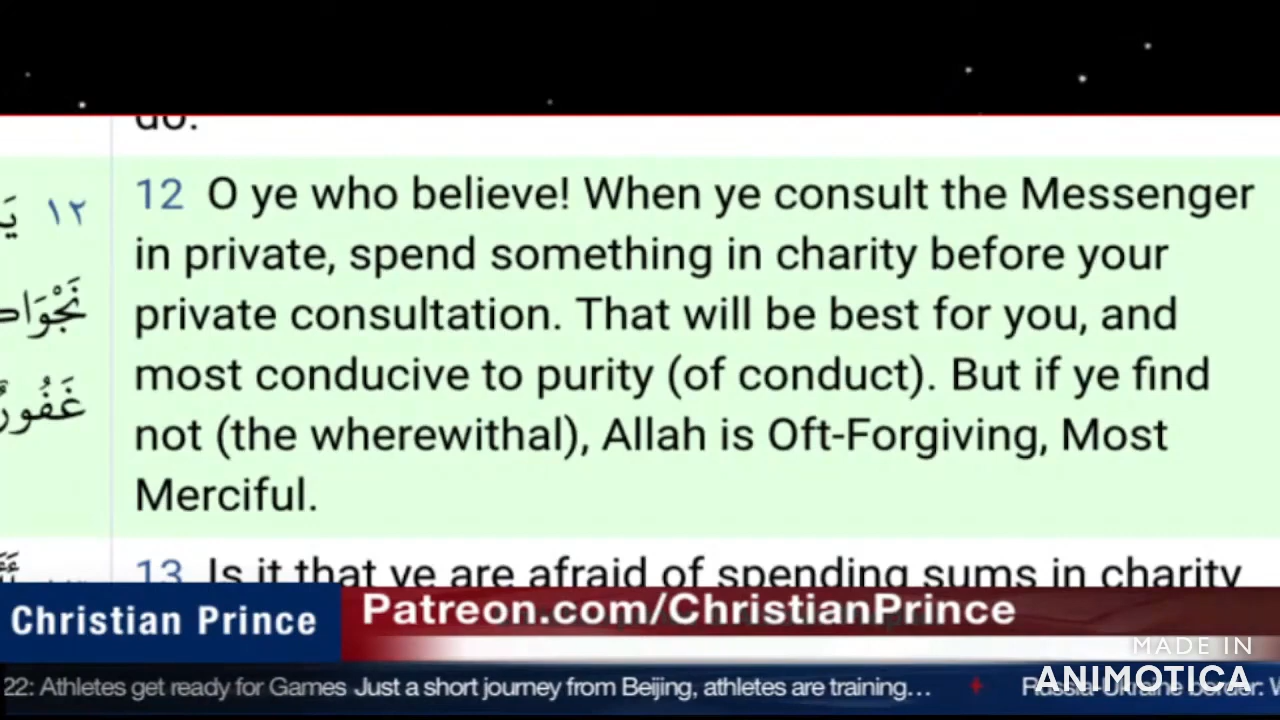 do.
١٢ يَ
12 O ye who believe! When ye consult the Messenger
in private, spend something in charity before your
نَجْوَاك
private consultation. That will be best for you, and
most conducive to purity (of conduct). But if ye find
غَفُورٌ
not (the wherewithal), Allah is Oft-Forgiving, Most
Merciful.
13 Is it that ye are afraid of spending sums in charity
Christian Prince
Patreon.com/ChristianPrince
MADE IN
ANIMOTICA
22: Athletes get ready for Games Just a short journey from Beijing, athletes are training... Russia-Ukraine border: W